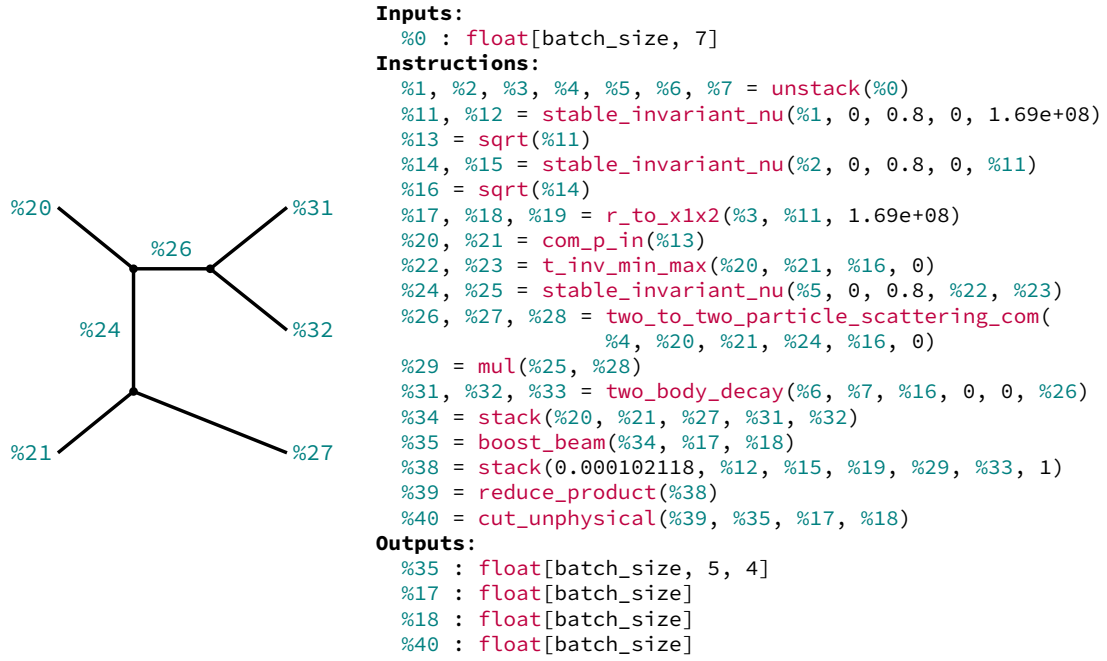 Inputs:
%0 : float[batch_size, 7]
Instructions:
%1, %2, %3, %4, %5, %6, %7 = unstack(%0)
%11, %12 = stable_invariant_nu(%1, 0, 0.8, 0, 1.69e+08)
%13 = sqrt(%11)
%14, %15 = stable_invariant_nu(%2, 0, 0.8, 0, %11)
%16 = sqrt(%14)
%17, %18, %19 = r_to_x1x2(%3, %11, 1.69e+08)
%20, %21 = com_p_in(%13)
%22, %23 = t_inv_min_max(%20, %21, %16, 0)
%24, %25 = stable_invariant_nu(%5, 0, 0.8, %22, %23)
%26, %27, %28 = two_to_two_particle_scattering_com(
%4, %20, %21, %24, %16, 0)
%29 = mul(%25, %28)
%31, %32, %33 = two_body_decay(%6, %7, %16, 0, 0, %26)
%34 = stack(%20, %21, %27, %31, %32)
%35 = boost_beam(%34, %17, %18)
%38 = stack(0.000102118, %12, %15, %19, %29, %33, 1)
%39 = reduce_product(%38)
%40 = cut_unphysical(%39, %35, %17, %18)
Outputs:
%35 : float[batch_size, 5, 4]
%17 : float[batch_size]
%18 : float[batch_size]
%40 : float[batch_size]
%20
%31
%26
%24
%32
%21
%27